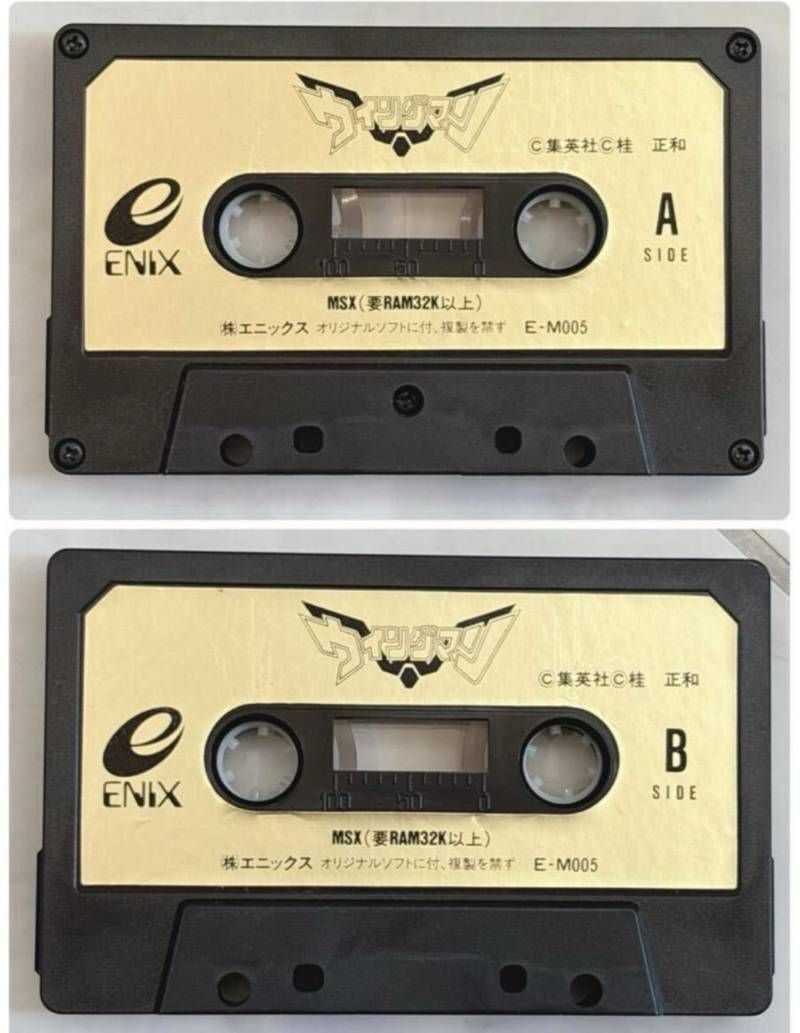 ウイングマン
Ⓒ集英社Ⓒ桂 正和
e
ENIX
A
SIDE
100 50 0
MSX(要RAM32K以上)
㈱エニックス オリジナルソフトに付、複製を禁ず E-M005
ウイングマン
Ⓒ集英社Ⓒ桂 正和
e
ENIX
B
SIDE
100 50 0
MSX(要RAM32K以上)
㈱エニックス オリジナルソフトに付、複製を禁ず E-M005